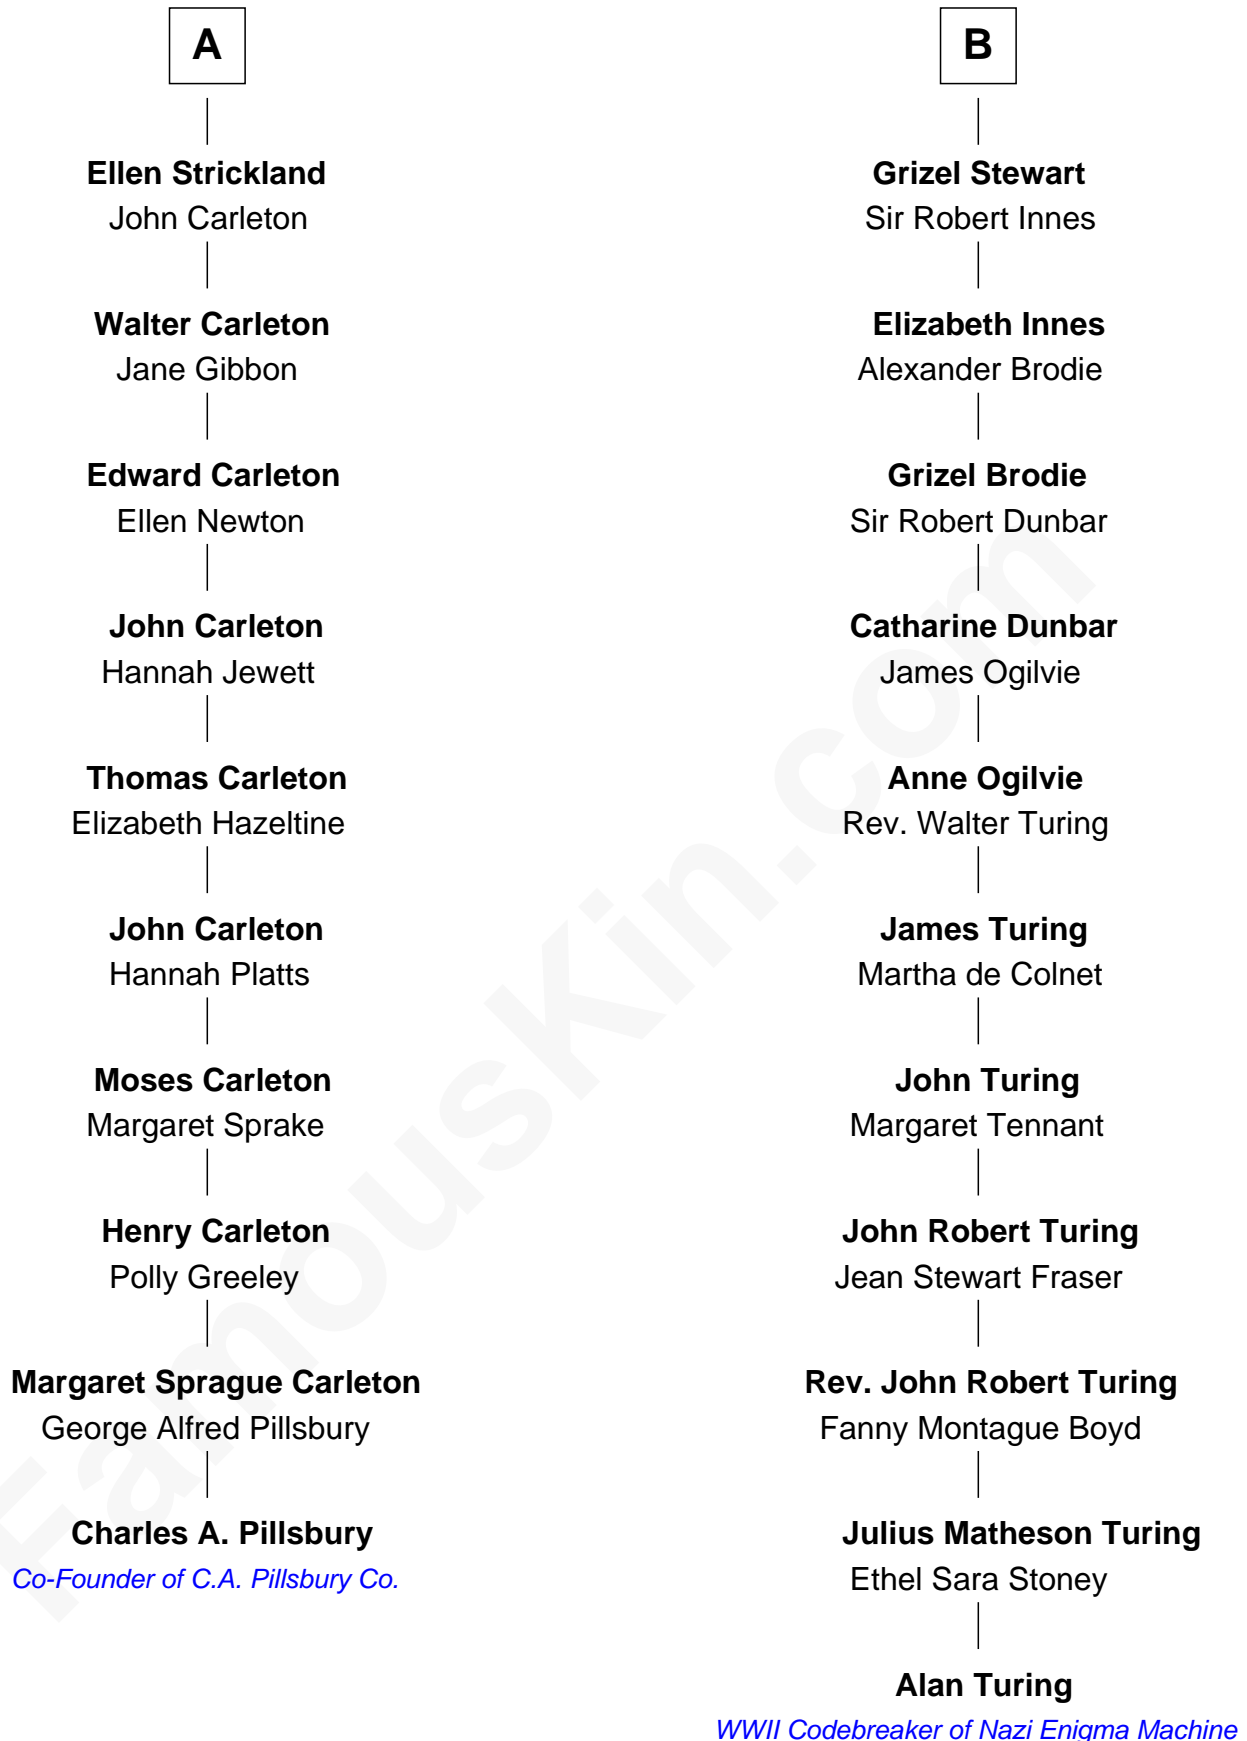 A
Ellen Strickland
John Carleton
Walter Carleton
Jane Gibbon
Edward Carleton
Ellen Newton
John Carleton
Hannah Jewett
Thomas Carleton
Elizabeth Hazeltine
John Carleton
Hannah Platts
Moses Carleton
Margaret Sprake
Henry Carleton
Polly Greeley
Margaret Sprague Carleton
George Alfred Pillsbury
Charles A. Pillsbury
Co-Founder of C.A. Pillsbury Co.
B
Grizel Stewart
Sir Robert Innes
Elizabeth Innes
Alexander Brodie
Grizel Brodie
Sir Robert Dunbar
Catharine Dunbar
James Ogilvie
Anne Ogilvie
Rev. Walter Turing
James Turing
Martha de Colnet
John Turing
Margaret Tennant
John Robert Turing
Jean Stewart Fraser
Rev. John Robert Turing
Fanny Montague Boyd
Julius Matheson Turing
Ethel Sara Stoney
Alan Turing
WWII Codebreaker of Nazi Enigma Machine
FamousKin.com